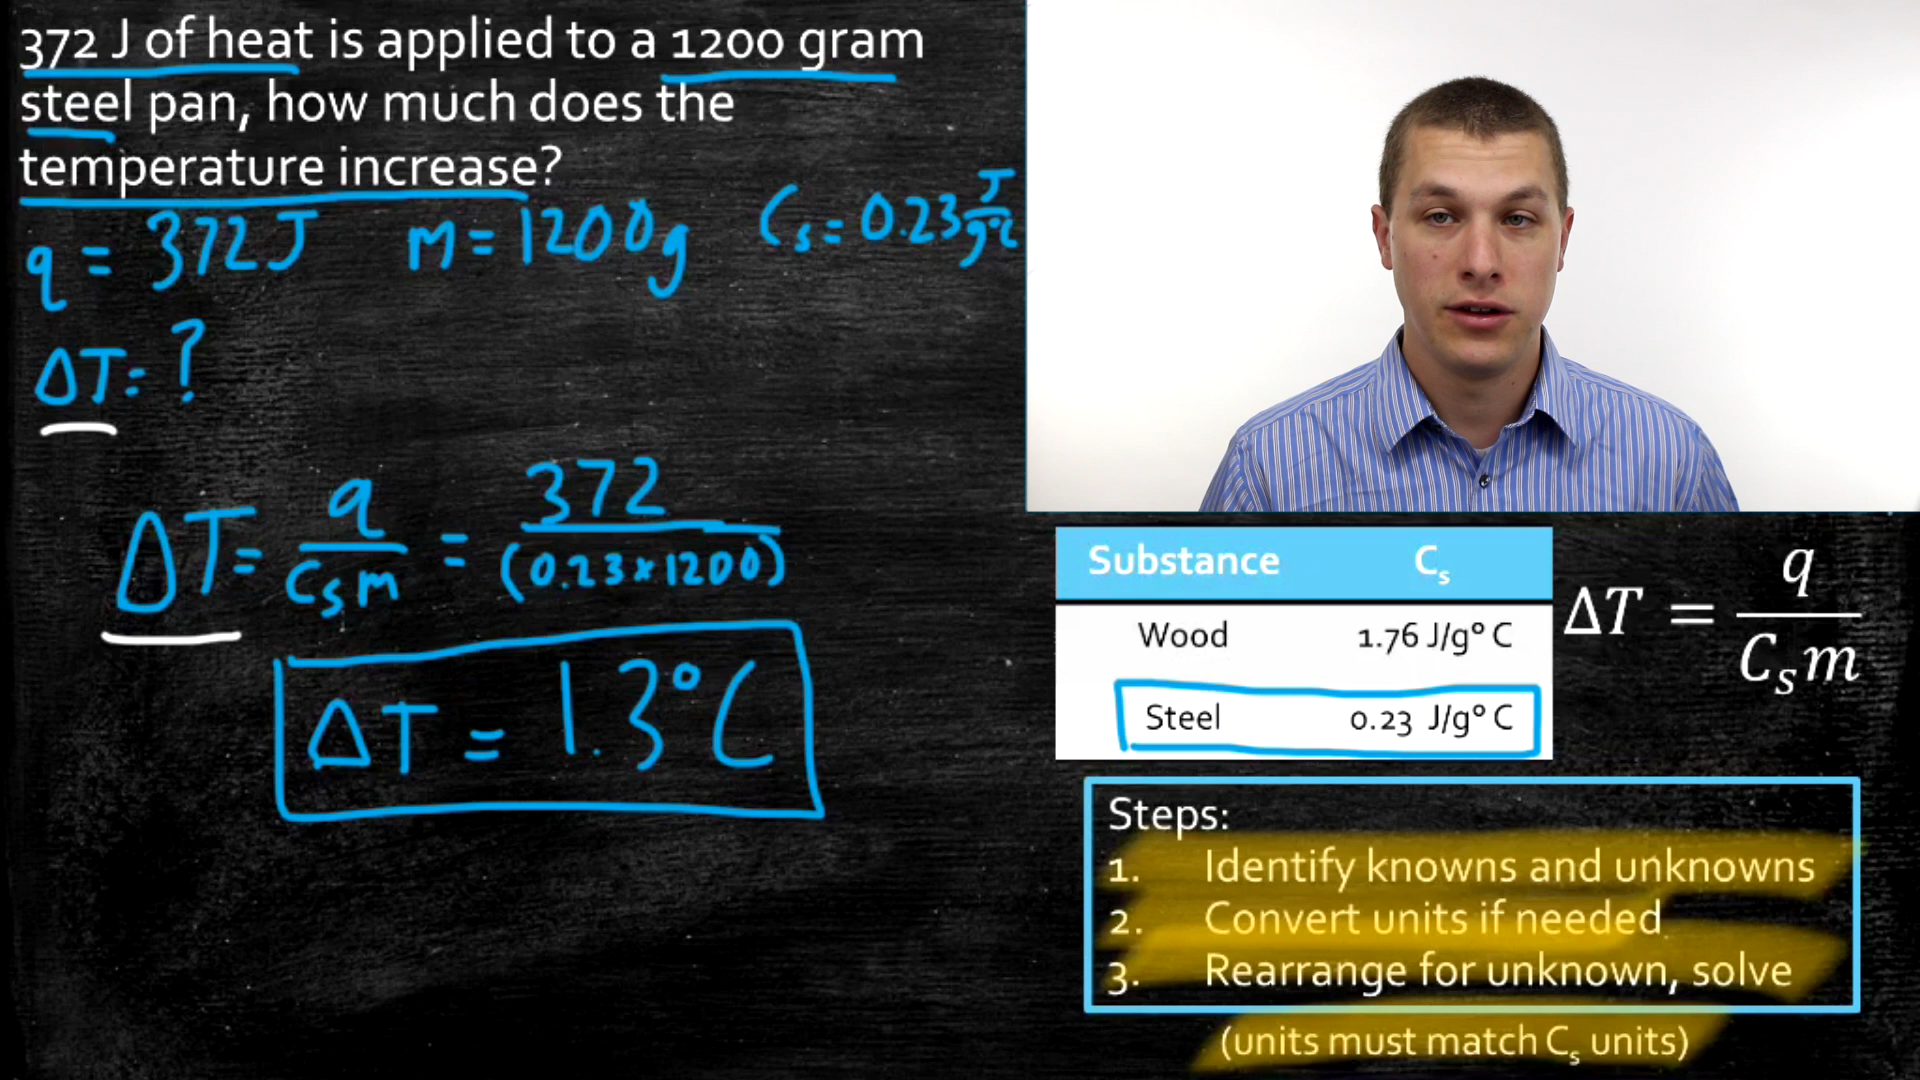 372 J of heat is applied to a 1200 gram
steel pan, how much does the
temperature increase?
q = 372J m=1200g Cs=0.23 J/g°C
ΔT= ?
ΔT= q/Csm = 372/(0.23x1200)
ΔT = 1.3°C
Substance Cs
Wood 1.76 J/g° C
Steel 0.23 J/g° C
ΔT = q/Csm
Steps:
1. Identify knowns and unknowns
2. Convert units if needed
3. Rearrange for unknown, solve
(units must match Cs units)